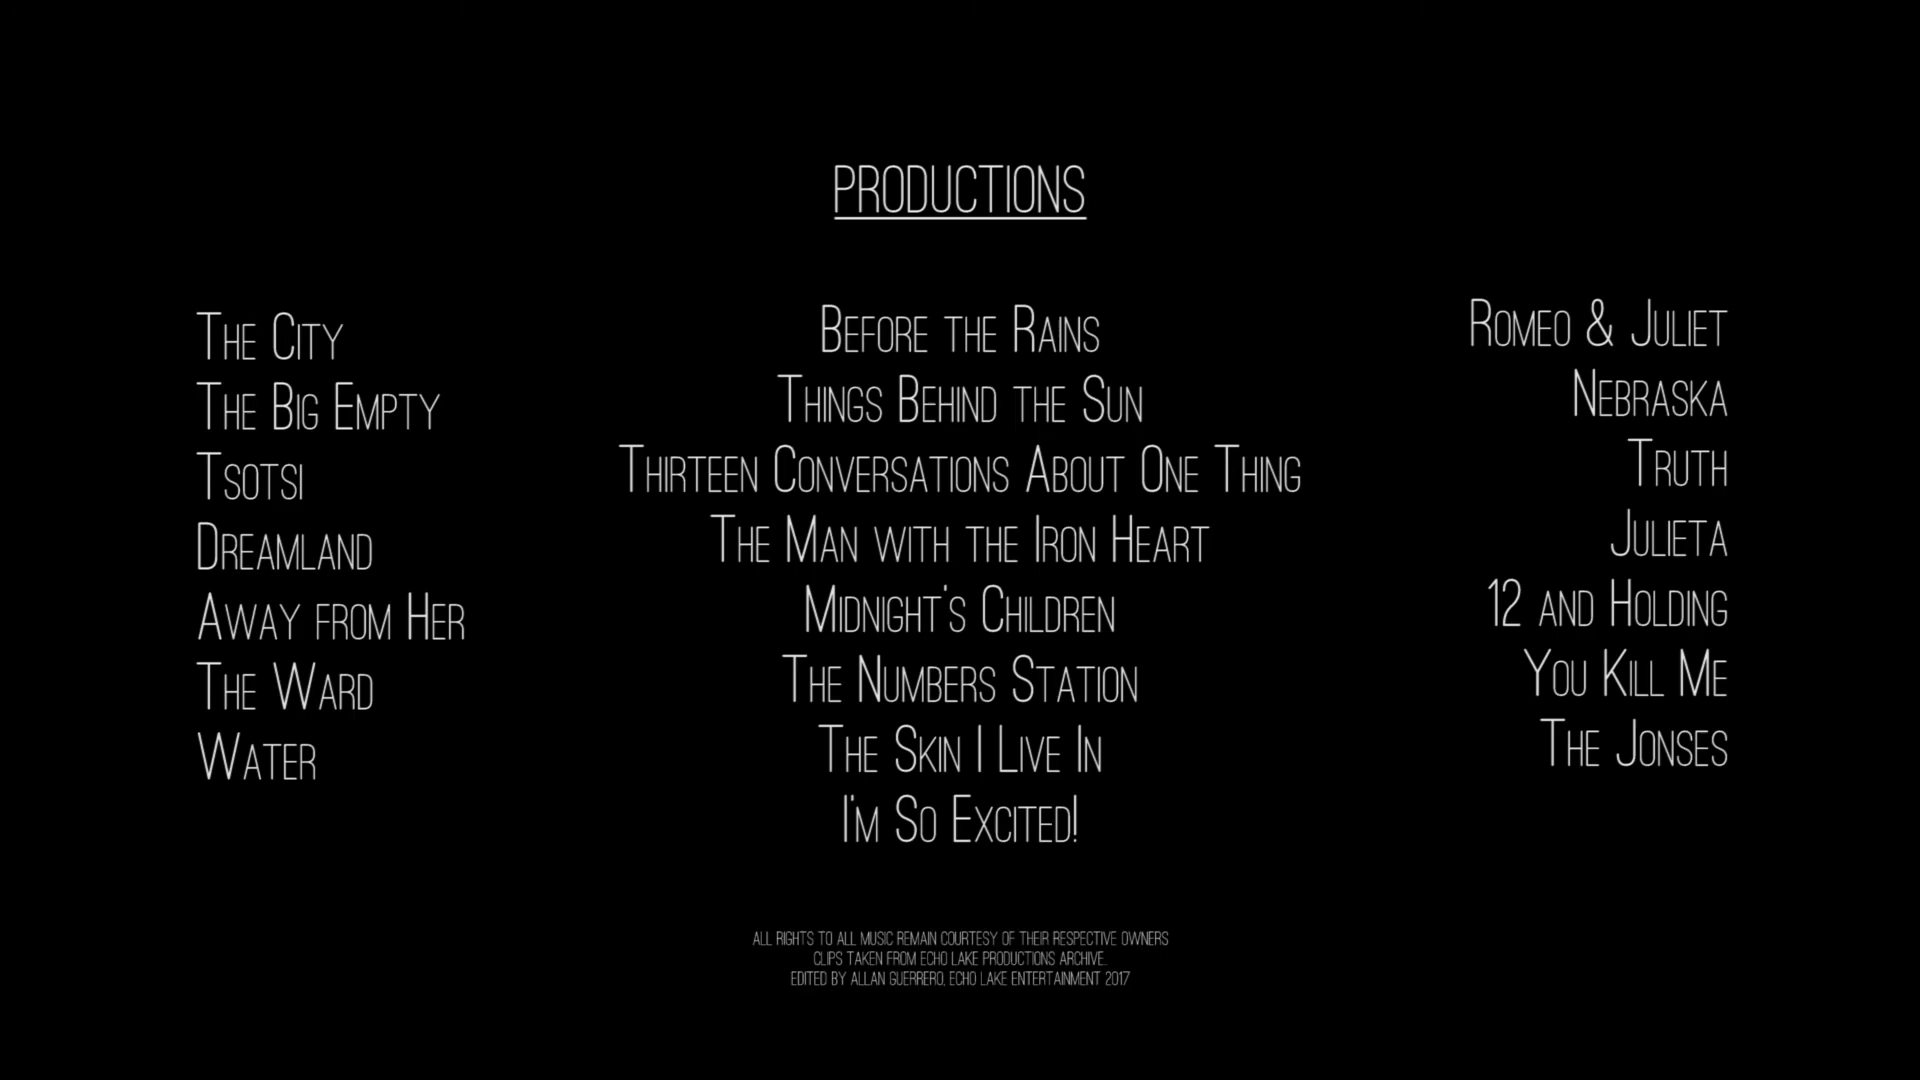 PRODUCTIONS
The City
The Big Empty
Tsotsi
Dreamland
Away from Her
The Ward
Water
Before the Rains
Things Behind the Sun
Thirteen Conversations About One Thing
The Man with the Iron Heart
Midnight's Children
The Numbers Station
The Skin I Live In
I'm So Excited!
Romeo & Juliet
Nebraska
Truth
Julieta
12 and Holding
You Kill Me
The Jonses
ALL RIGHTS TO ALL MUSIC REMAIN COURTESY OF THEIR RESPECTIVE OWNERS
CLIPS TAKEN FROM ECHO LAKE PRODUCTIONS ARCHIVE..
EDITED BY ALLAN GUERRERO, ECHO LAKE ENTERTAINMENT 2017